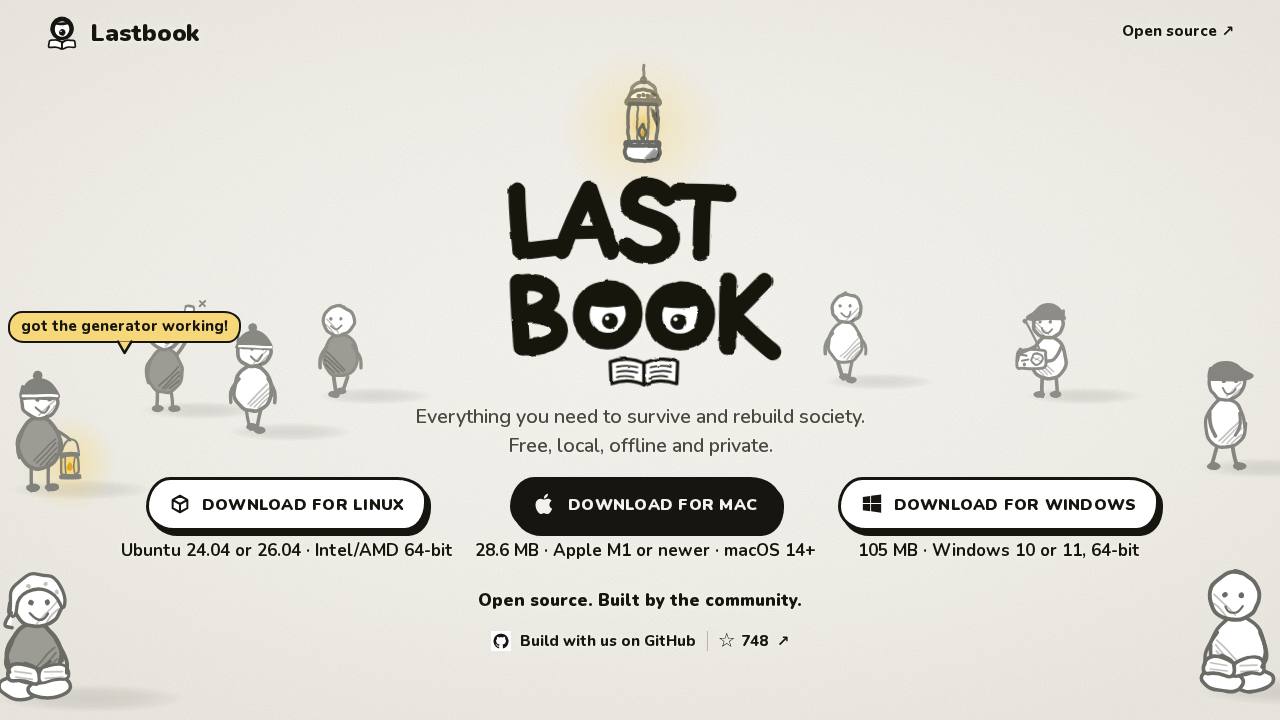 Lastbook
Open source ↗
LAST
BOOK
got the generator working!
Everything you need to survive and rebuild society.
Free, local, offline and private.
DOWNLOAD FOR LINUX
Ubuntu 24.04 or 26.04 · Intel/AMD 64-bit
DOWNLOAD FOR MAC
28.6 MB · Apple M1 or newer · macOS 14+
DOWNLOAD FOR WINDOWS
105 MB · Windows 10 or 11, 64-bit
Open source. Built by the community.
Build with us on GitHub ☆ 748 ↗